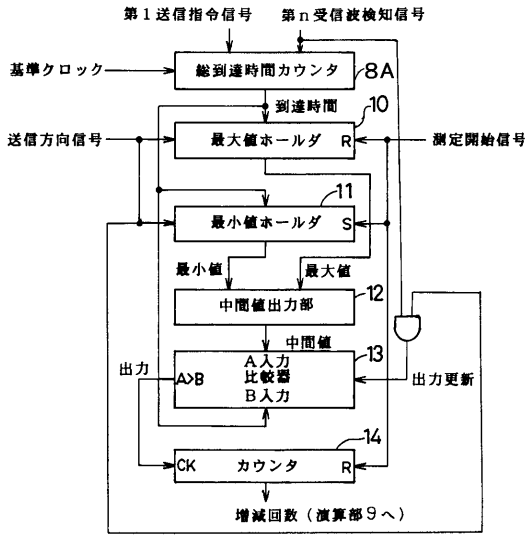 第1送信指令信号
第n受信波検知信号
基準クロック
総到達時間カウンタ
8A
到達時間
10
送信方向信号
最大値ホールダ R
測定開始信号
11
最小値ホールダ S
最小値
最大値
12
中間値出力部
中間値
13
出力
A入力
A>B 比較器
B入力
出力更新
14
CK カウンタ R
増減回数(演算部9へ)